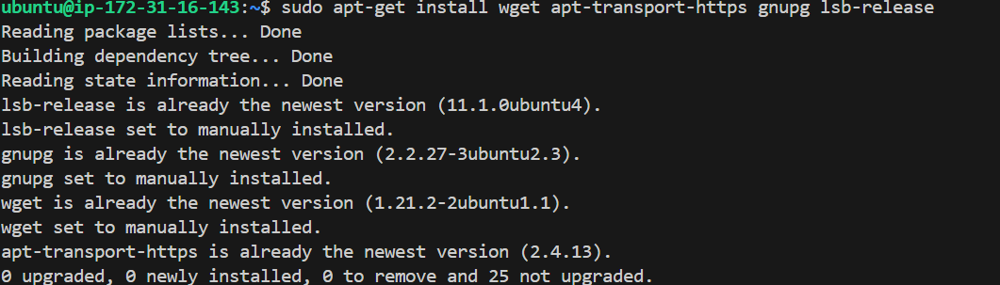 ubuntu@ip-172-31-16-143:~$ sudo apt-get install wget apt-transport-https gnupg lsb-release
Reading package lists... Done
Building dependency tree... Done
Reading state information... Done
lsb-release is already the newest version (11.1.0ubuntu4).
lsb-release set to manually installed.
gnupg is already the newest version (2.2.27-3ubuntu2.3).
gnupg set to manually installed.
wget is already the newest version (1.21.2-2ubuntu1.1).
wget set to manually installed.
apt-transport-https is already the newest version (2.4.13).
0 upgraded, 0 newly installed, 0 to remove and 25 not upgraded.